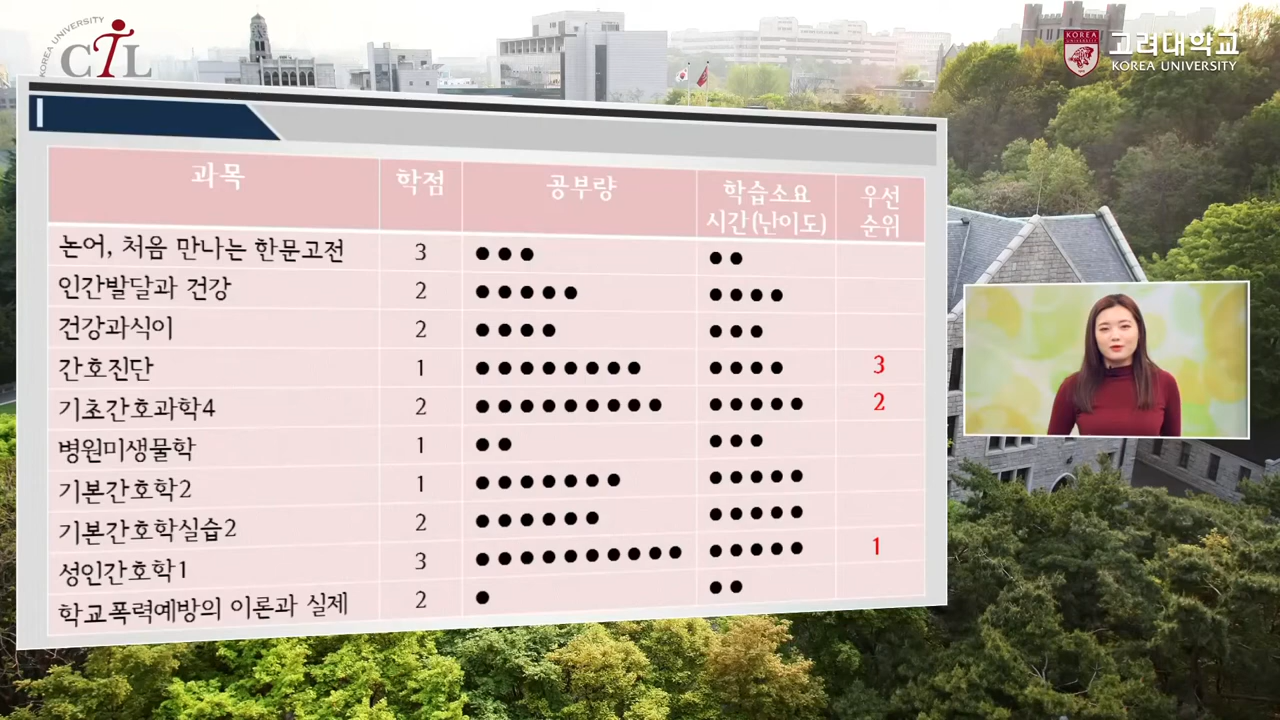 KOREA UNIVERSITY
CTL
KOREA
고려대학교
KOREA UNIVERSITY
과목 학점 공부량 학습소요 시간(난이도) 우선 순위
논어, 처음 만나는 한문고전 3 ●●● ●●
인간발달과 건강 2 ●●●●● ●●●●
건강과식이 2 ●●●● ●●●
간호진단 1 ●●●●●●●● ●●●● 3
기초간호과학4 2 ●●●●●●●●● ●●●●● 2
병원미생물학 1 ●● ●●●
기본간호학2 1 ●●●●●●● ●●●●●
기본간호학실습2 2 ●●●●●● ●●●●●
성인간호학1 3 ●●●●●●●●●● ●●●●● 1
학교폭력예방의 이론과 실제 2 ● ●●